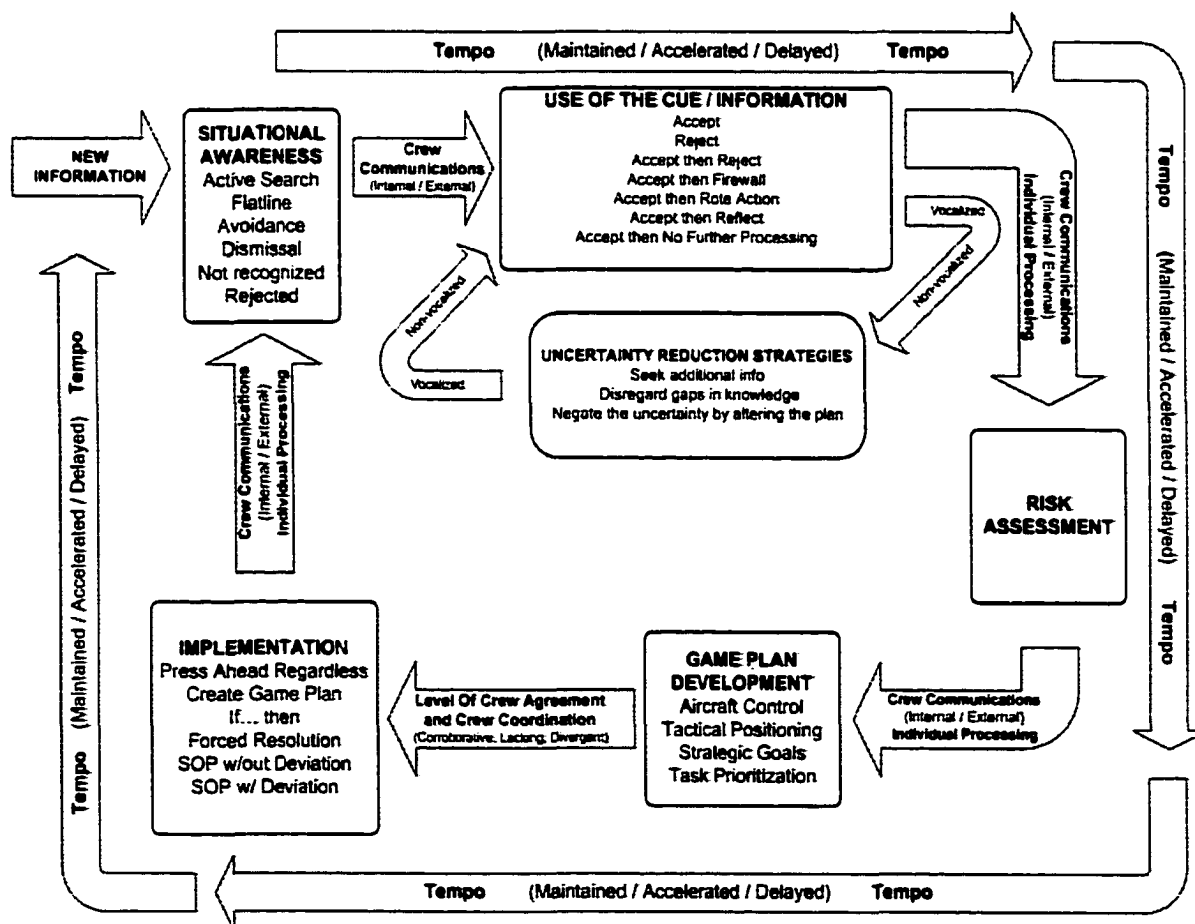 Tempo (Maintained / Accelerated / Delayed) Tempo
NEW
INFORMATION
SITUATIONAL
AWARENESS
Active Search
Flatline
Avoidance
Dismissal
Not recognized
Rejected
Crew
Communications
(Internal / External)
USE OF THE CUE / INFORMATION
Accept
Reject
Accept then Reject
Accept then Firewall
Accept then Rote Action
Accept then Reflect
Accept then No Further Processing
Vocalized
Non-vocalized
Crew Communications
(Internal / External)
Individual Processing
Tempo (Maintained / Accelerated / Delayed) Tempo
Non-vocalized
Vocalized
UNCERTAINTY REDUCTION STRATEGIES
Seek additional info
Disregard gaps in knowledge
Negate the uncertainty by altering the plan
RISK
ASSESSMENT
Crew Communications
(Internal / External)
Individual Processing
GAME PLAN
DEVELOPMENT
Aircraft Control
Tactical Positioning
Strategic Goals
Task Prioritization
Level Of Crew Agreement
and Crew Coordination
(Corroborative, Lacking, Divergent)
IMPLEMENTATION
Press Ahead Regardless
Create Game Plan
If... then
Forced Resolution
SOP w/out Deviation
SOP w/ Deviation
Crew Communications
(Internal / External)
Individual Processing
Tempo (Maintained / Accelerated / Delayed) Tempo
Tempo (Maintained / Accelerated / Delayed) Tempo